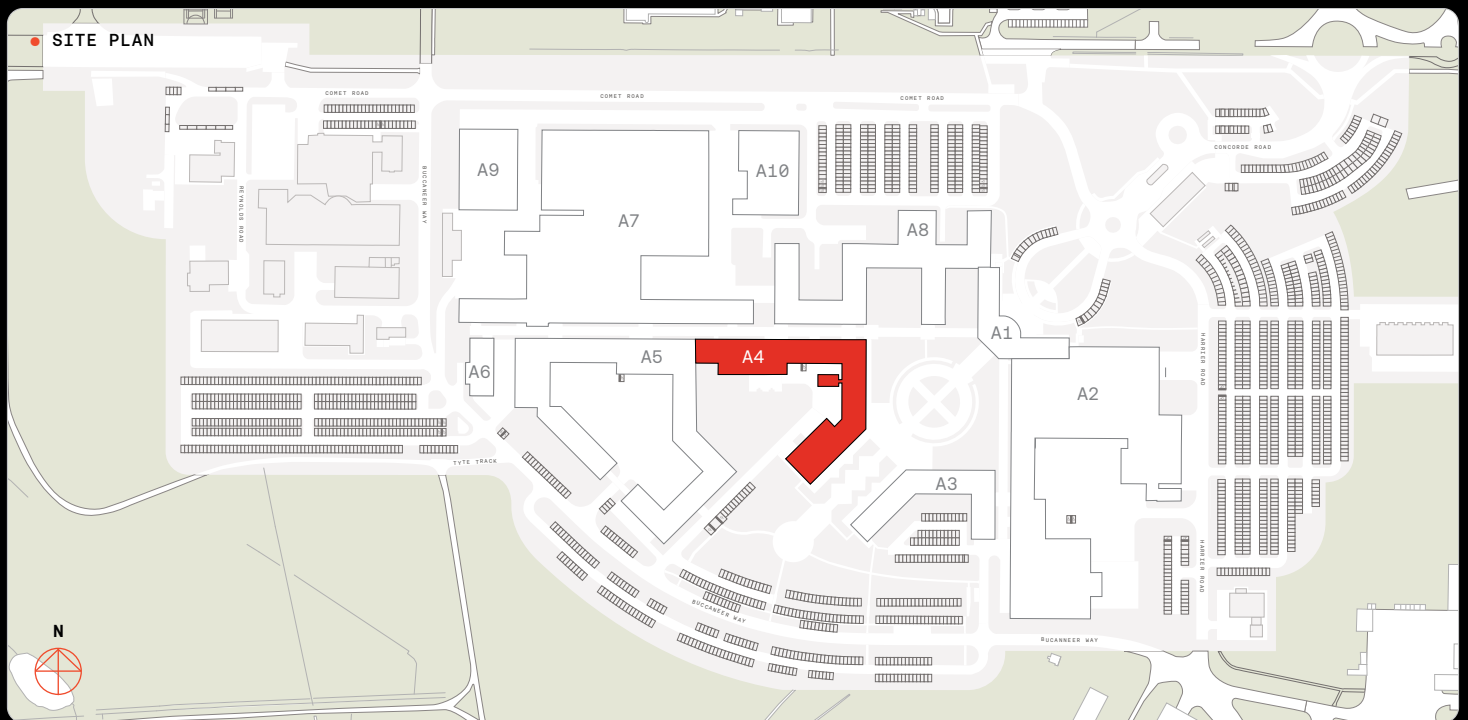 SITE PLAN
COMET ROAD
COMET ROAD
COMET ROAD
CONCORDE ROAD
A9
A10
A7
A8
BUCCANEER WAY
REYNOLDS ROAD
A1
A4
A5
A6
A2
HARRIER ROAD
TYTE TRACK
A3
HARRIER ROAD
BUCCANEER WAY
BUCANNEER WAY
N